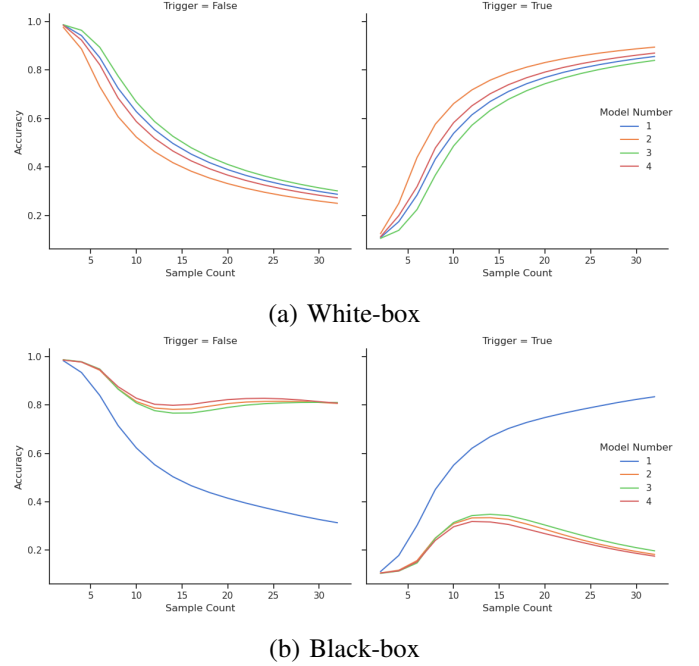 Trigger = False
Trigger = True
1.0
0.8
0.6
0.4
0.2
Accuracy
5 10 15 20 25 30
Sample Count
5 10 15 20 25 30
Sample Count
Model Number
1
2
3
4
(a) White-box
Trigger = False
Trigger = True
1.0
0.8
0.6
0.4
0.2
Accuracy
5 10 15 20 25 30
Sample Count
5 10 15 20 25 30
Sample Count
Model Number
1
2
3
4
(b) Black-box